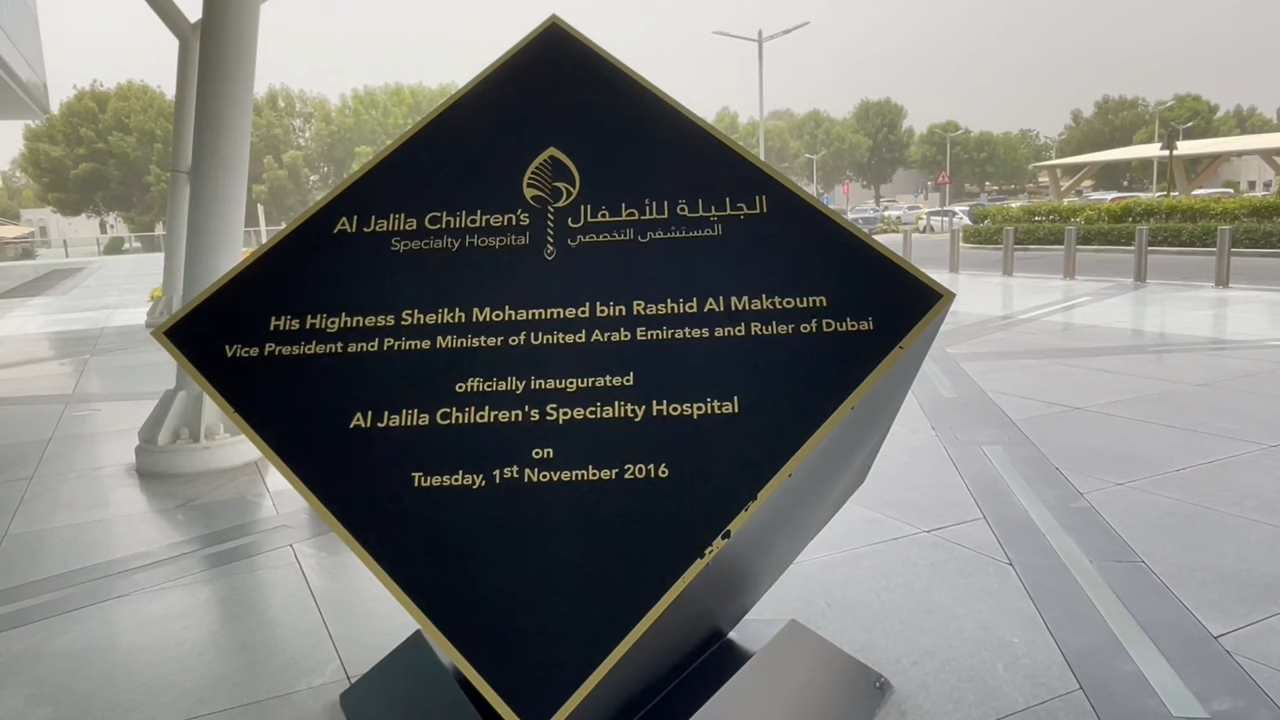 Al Jalila Children's
Specialty Hospital
الجليلة للأطفال
المستشفى التخصصي
His Highness Sheikh Mohammed bin Rashid Al Maktoum
Vice President and Prime Minister of United Arab Emirates and Ruler of Dubai
officially inaugurated
Al Jalila Children's Speciality Hospital
on
Tuesday, 1st November 2016